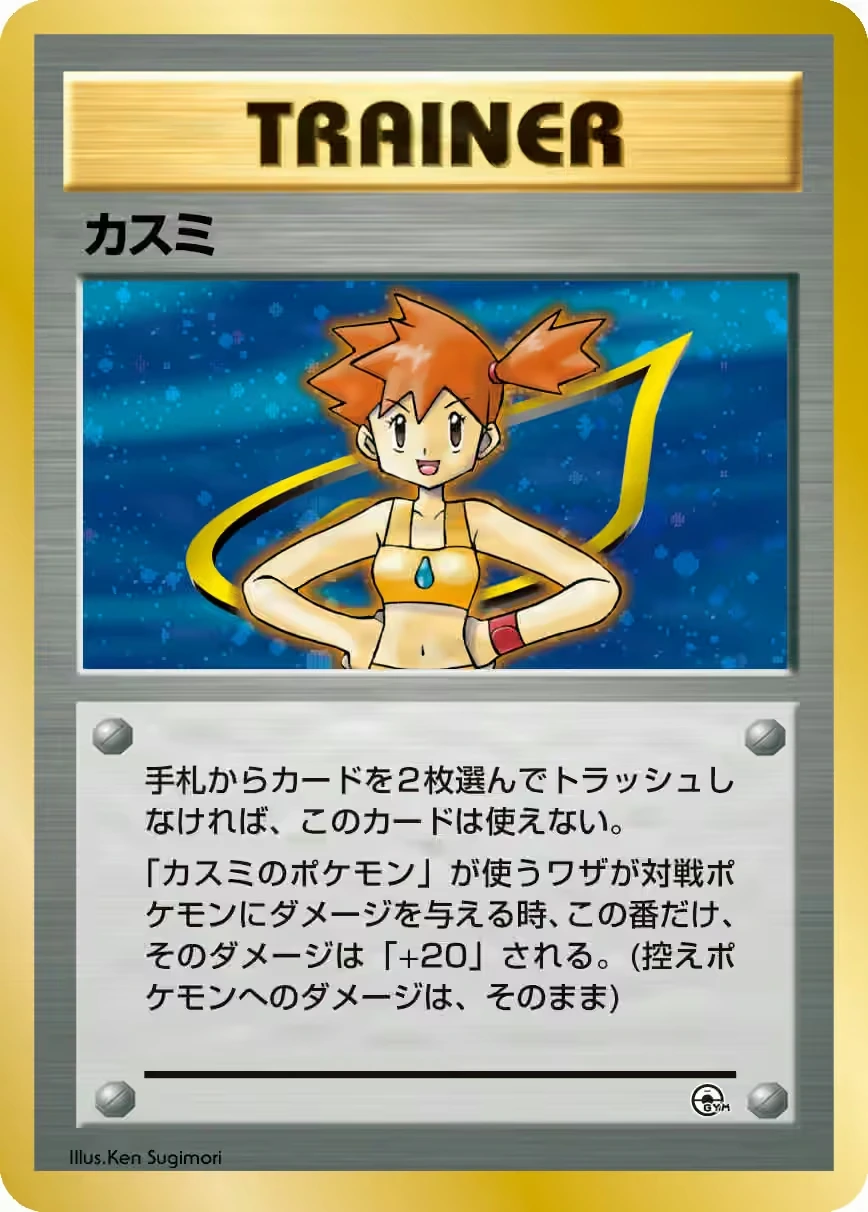 TRAINER
カスミ
手札からカードを2枚選んでトラッシュし
なければ、このカードは使えない。
「カスミのポケモン」が使うワザが対戦ポ
ケモンにダメージを与える時、この番だけ、
そのダメージは「+20」される。(控えポ
ケモンへのダメージは、そのまま)
GYM
Illus.Ken Sugimori